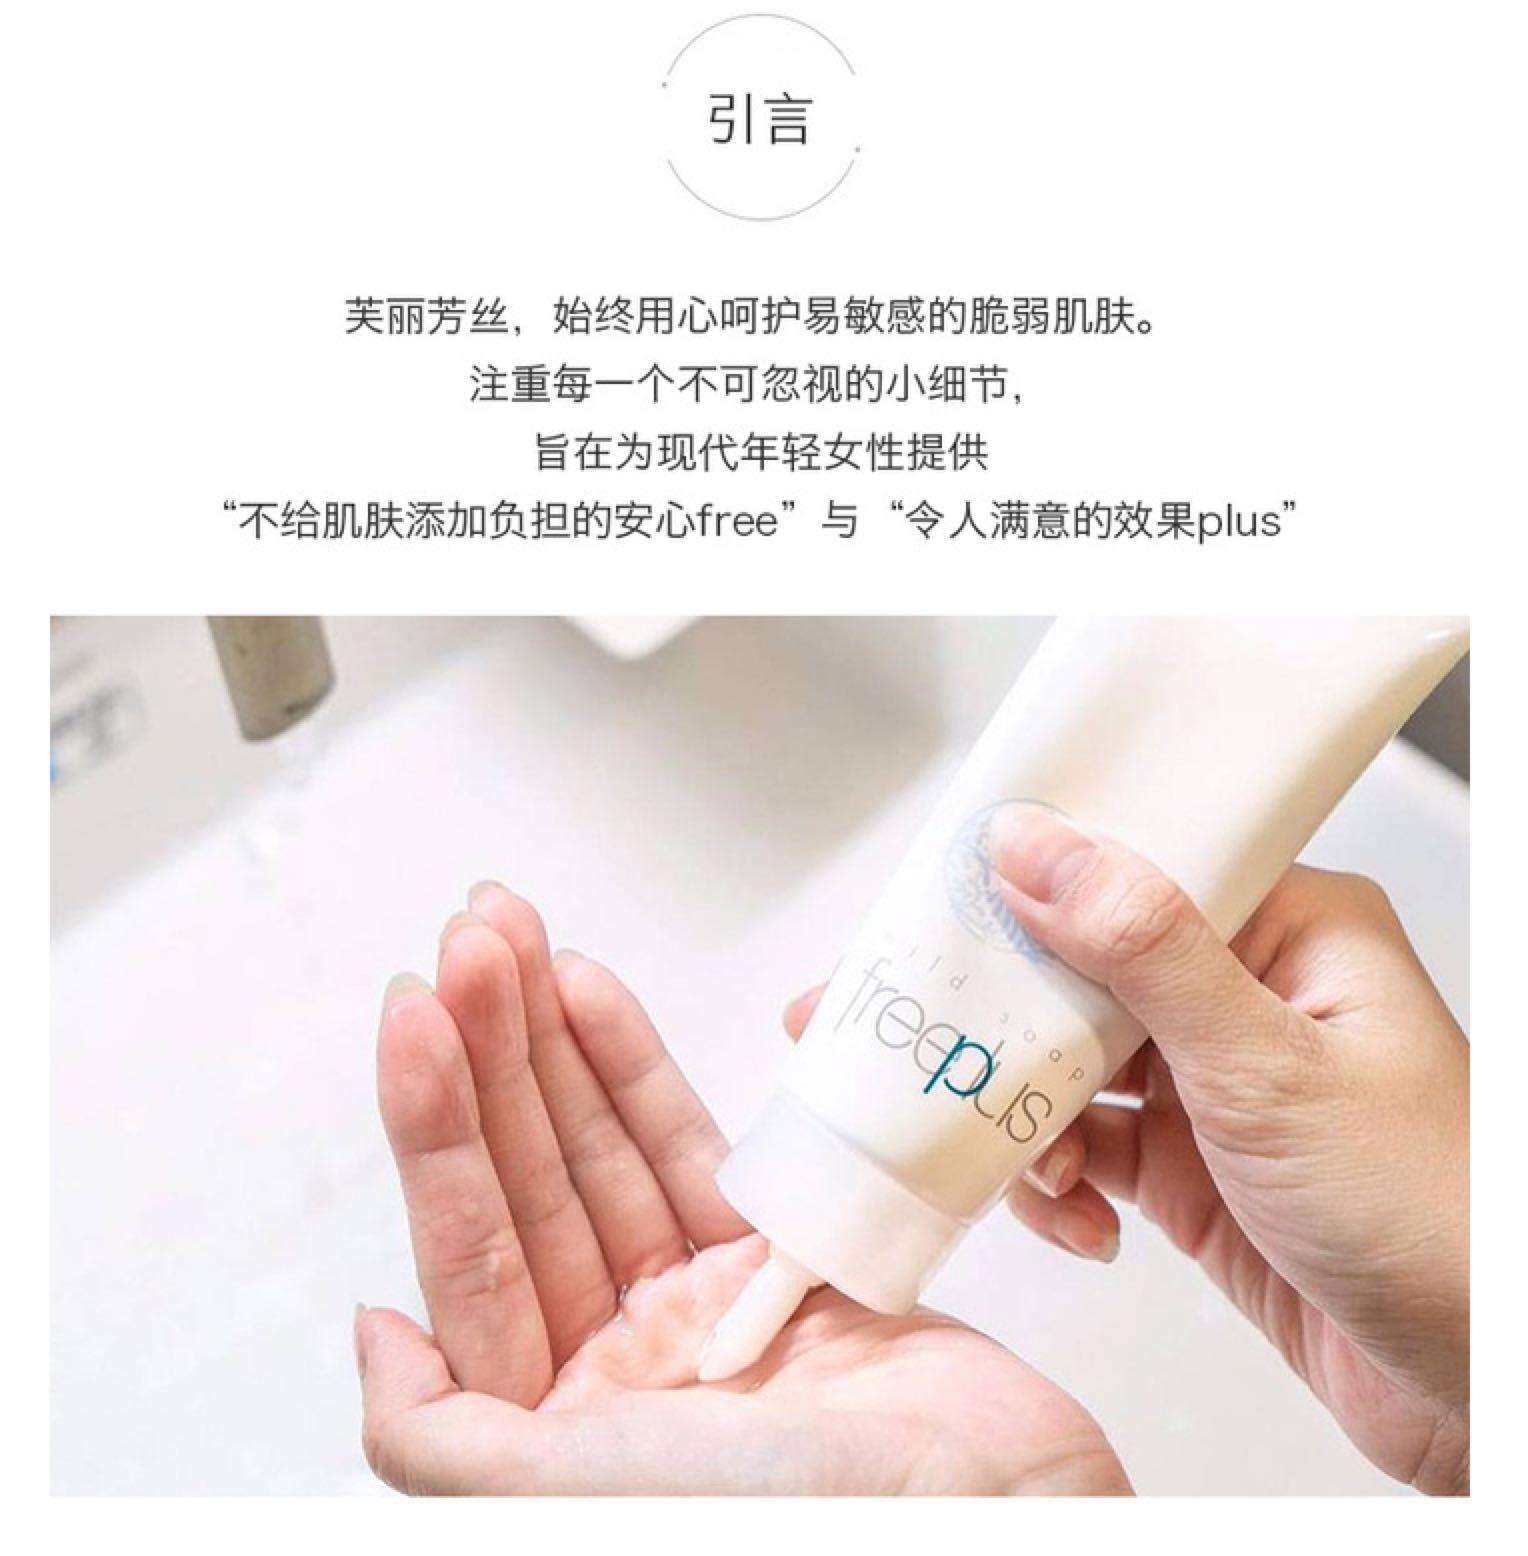 引言
芙丽芳丝，始终用心呵护易敏感的脆弱肌肤。
注重每一个不可忽视的小细节，
旨在为现代年轻女性提供
“不给肌肤添加负担的安心free”与“令人满意的效果plus”
soap
freeplus